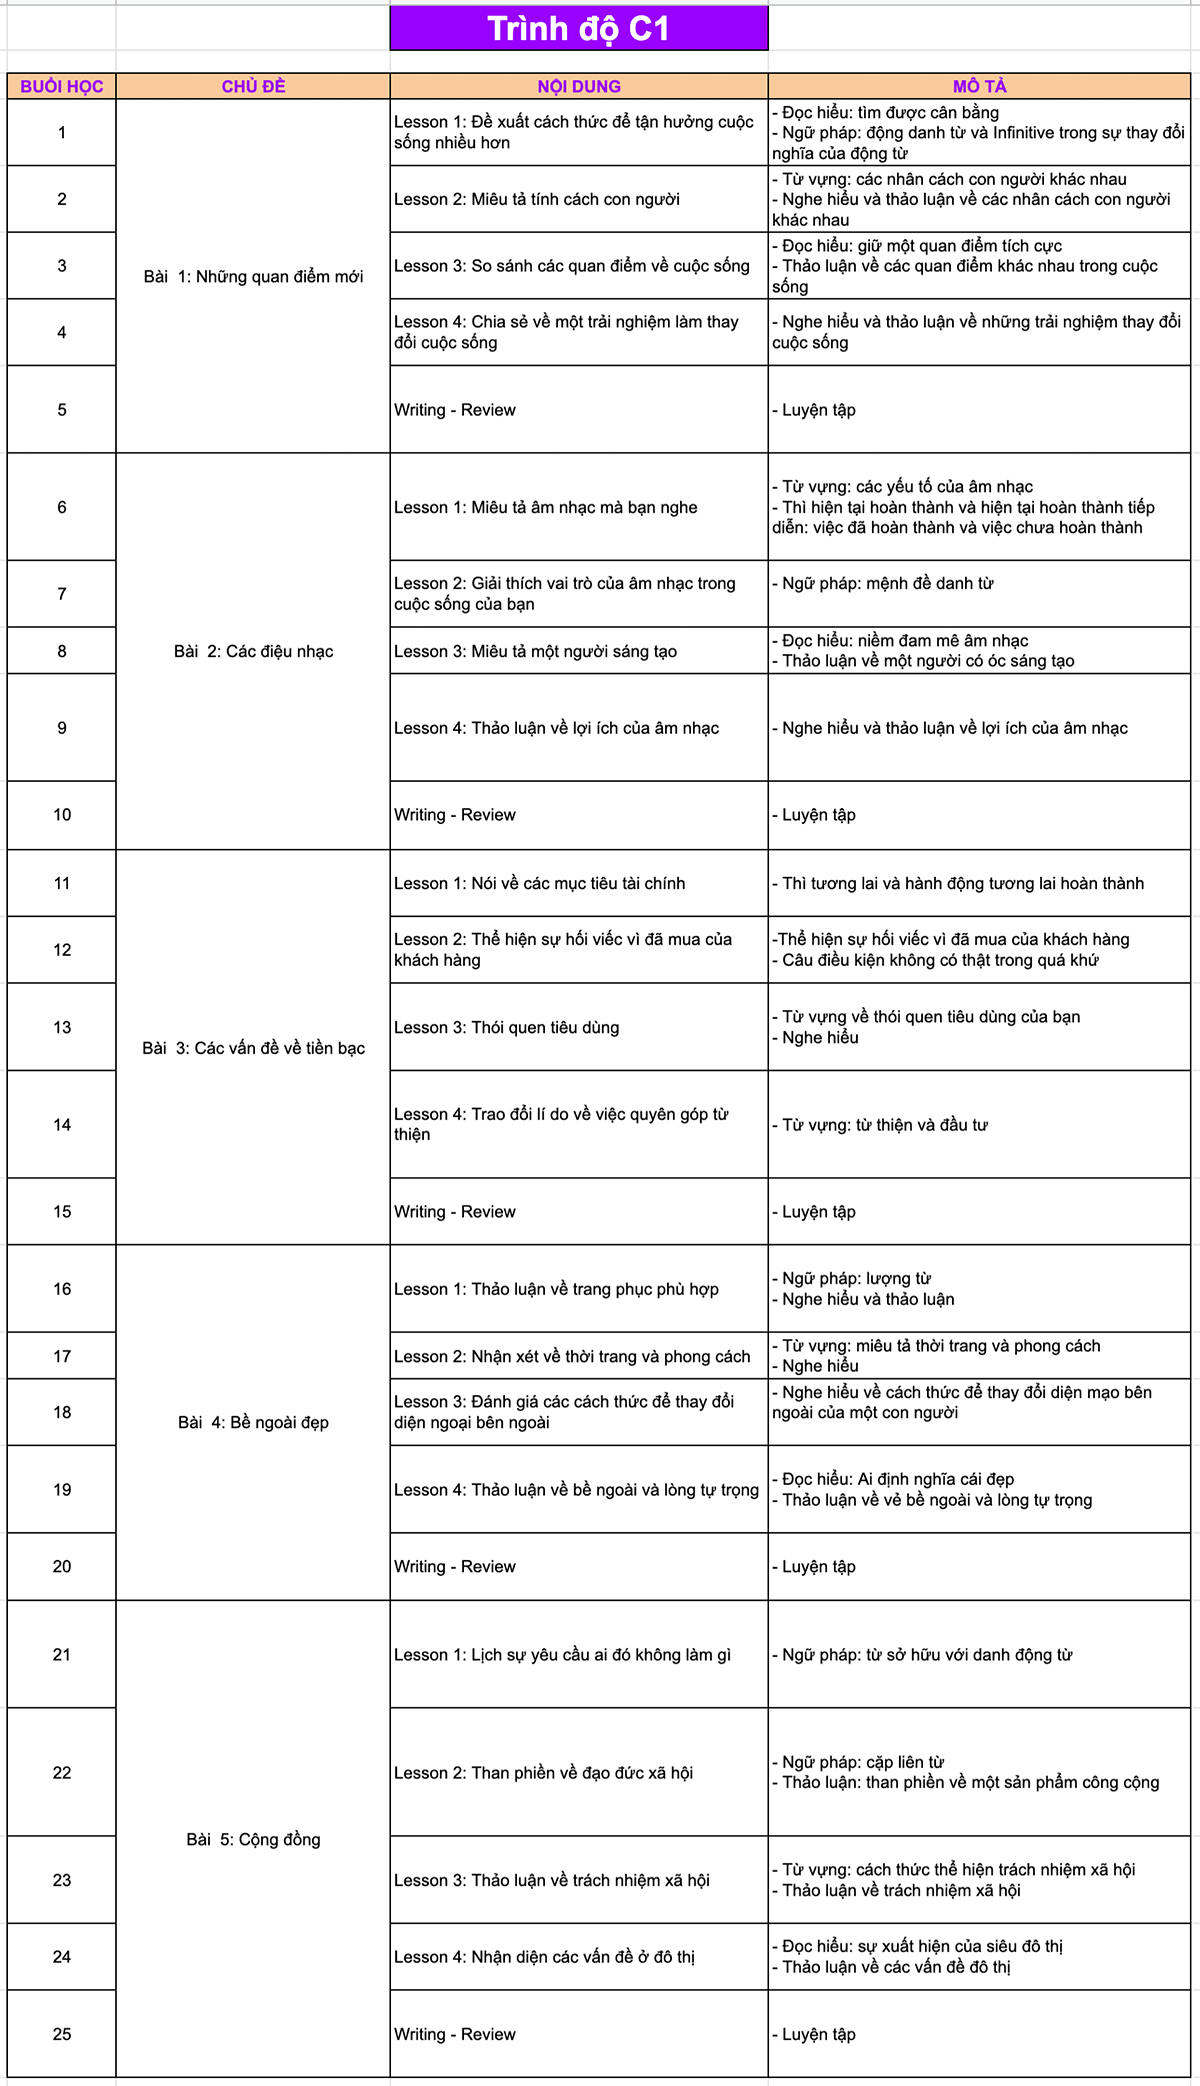 Trình độ C1
BUỔI HỌC
CHỦ ĐỀ
NỘI DUNG
MÔ TẢ
1
Bài 1: Những quan điểm mới
Lesson 1: Đề xuất cách thức để tận hưởng cuộc
sống nhiều hơn
- Đọc hiểu: tìm được cân bằng
- Ngữ pháp: động danh từ và Infinitive trong sự thay đổi
nghĩa của động từ
2
Lesson 2: Miêu tả tính cách con người
- Từ vựng: các nhân cách con người khác nhau
- Nghe hiểu và thảo luận về các nhân cách con người
khác nhau
3
Lesson 3: So sánh các quan điểm về cuộc sống
- Đọc hiểu: giữ một quan điểm tích cực
- Thảo luận về các quan điểm khác nhau trong cuộc
sống
4
Lesson 4: Chia sẻ về một trải nghiệm làm thay
đổi cuộc sống
- Nghe hiểu và thảo luận về những trải nghiệm thay đổi
cuộc sống
5
Writing - Review
- Luyện tập
6
Bài 2: Các điệu nhạc
Lesson 1: Miêu tả âm nhạc mà bạn nghe
- Từ vựng: các yếu tố của âm nhạc
- Thì hiện tại hoàn thành và hiện tại hoàn thành tiếp
diễn: việc đã hoàn thành và việc chưa hoàn thành
7
Lesson 2: Giải thích vai trò của âm nhạc trong
cuộc sống của bạn
- Ngữ pháp: mệnh đề danh từ
8
Lesson 3: Miêu tả một người sáng tạo
- Đọc hiểu: niềm đam mê âm nhạc
- Thảo luận về một người có óc sáng tạo
9
Lesson 4: Thảo luận về lợi ích của âm nhạc
- Nghe hiểu và thảo luận về lợi ích của âm nhạc
10
Writing - Review
- Luyện tập
11
Bài 3: Các vấn đề về tiền bạc
Lesson 1: Nói về các mục tiêu tài chính
- Thì tương lai và hành động tương lai hoàn thành
12
Lesson 2: Thể hiện sự hối viếc vì đã mua của
khách hàng
-Thể hiện sự hối viếc vì đã mua của khách hàng
- Câu điều kiện không có thật trong quá khứ
13
Lesson 3: Thói quen tiêu dùng
- Từ vựng về thói quen tiêu dùng của bạn
- Nghe hiểu
14
Lesson 4: Trao đổi lí do về việc quyên góp từ
thiện
- Từ vựng: từ thiện và đầu tư
15
Writing - Review
- Luyện tập
16
Bài 4: Bề ngoài đẹp
Lesson 1: Thảo luận về trang phục phù hợp
- Ngữ pháp: lượng từ
- Nghe hiểu và thảo luận
17
Lesson 2: Nhận xét về thời trang và phong cách
- Từ vựng: miêu tả thời trang và phong cách
- Nghe hiểu
18
Lesson 3: Đánh giá các cách thức để thay đổi
diện ngoại bên ngoài
- Nghe hiểu về cách thức để thay đổi diện mạo bên
ngoài của một con người
19
Lesson 4: Thảo luận về bề ngoài và lòng tự trọng
- Đọc hiểu: Ai định nghĩa cái đẹp
- Thảo luận về vẻ bề ngoài và lòng tự trọng
20
Writing - Review
- Luyện tập
21
Bài 5: Cộng đồng
Lesson 1: Lịch sự yêu cầu ai đó không làm gì
- Ngữ pháp: từ sở hữu với danh động từ
22
Lesson 2: Than phiền về đạo đức xã hội
- Ngữ pháp: cặp liên từ
- Thảo luận: than phiền về một sản phẩm công cộng
23
Lesson 3: Thảo luận về trách nhiệm xã hội
- Từ vựng: cách thức thể hiện trách nhiệm xã hội
- Thảo luận về trách nhiệm xã hội
24
Lesson 4: Nhận diện các vấn đề ở đô thị
- Đọc hiểu: sự xuất hiện của siêu đô thị
- Thảo luận về các vấn đề đô thị
25
Writing - Review
- Luyện tập